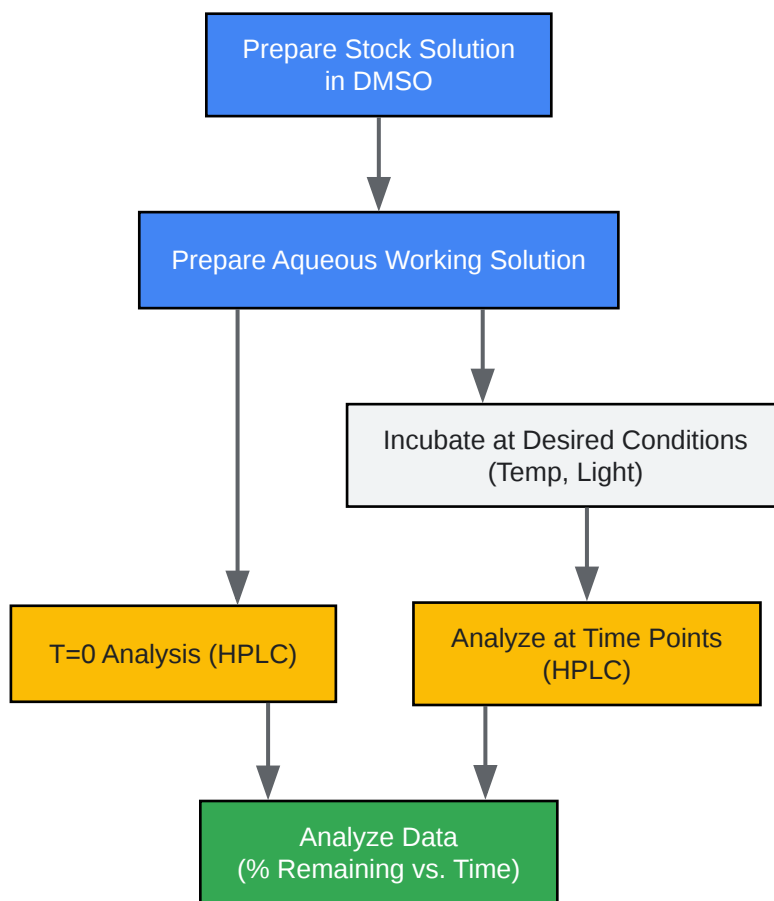 Prepare Stock Solution
in DMSO
Prepare Aqueous Working Solution
Incubate at Desired Conditions
(Temp, Light)
T=0 Analysis (HPLC)
Analyze at Time Points
(HPLC)
Analyze Data
(% Remaining vs. Time)